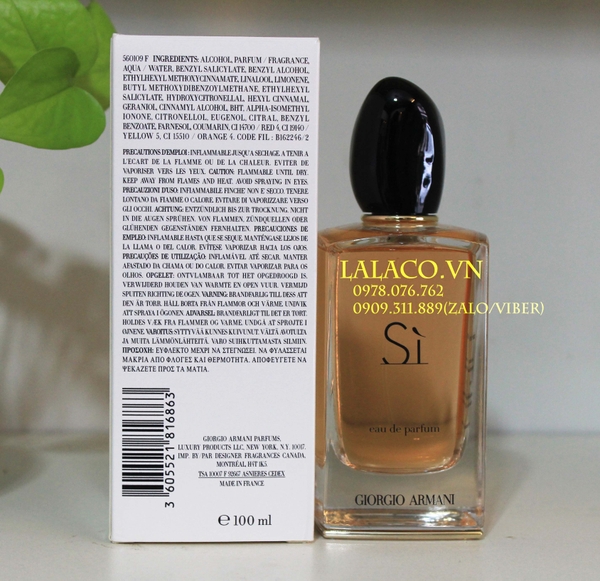 560109 F INGREDIENTS: ALCOHOL, PARFUM / FRAGRANCE,
AQUA / WATER, BENZYL SALICYLATE, BENZYL ALCOHOL,
ETHYLHEXYL METHOXYCINNAMATE, LINALOOL, LIMONENE,
BUTYL METHOXYDIBENZOYLMETHANE, ETHYLHEXYL
SALICYLATE, HYDROXYCITRONELLAL, HEXYL CINNAMAL,
GERANIOL, CINNAMYL ALCOHOL, BHT, ALPHA-ISOMETHYL
IONONE, CITRONELLOL, EUGENOL, CITRAL, BENZYL
BENZOATE, FARNESOL, COUMARIN, CI 14700 / RED 4, CI 19140 /
YELLOW 5, CI 15510 / ORANGE 4. CODE FIL : B162246/2
PRECAUTIONS D'EMPLOI : INFLAMMABLE JUSQU'A SECHAGE. A TENIR A
L'ECART DE LA FLAMME OU DE LA CHALEUR. EVITER DE
VAPORISER VERS LES YEUX. CAUTION: FLAMMABLE UNTIL DRY.
KEEP AWAY FROM FLAMES AND HEAT. AVOID SPRAYING IN EYES.
PRECAUZIONI D'USO: INFIAMMABILE FINCHE' NON E' SECCO. TENERE
LONTANO DA FIAMME O CALORE. EVITARE DI VAPORIZZARE VERSO
GLI OCCHI. ACHTUNG: ENTZÜNDLICH BIS ZUR TROCKNUNG. NICHT
IN DIE AUGEN SPRÜHEN. VON FLAMMEN, ZÜNDQUELLEN ODER
GLÜHENDEN GEGENSTÄNDEN FERNHALTEN. PRECAUCIONES DE
EMPLEO: INFLAMABLE HASTA QUE SE SEQUE. MANTÉNGASE LEJOS DE
LA LLAMA O DEL CALOR. EVÍTESE VAPORIZAR HACIA LOS OJOS.
PRECAUÇÕES DE UTILIZAÇÃO: INFLAMÁVEL ATÉ SECAR. MANTER
AFASTADO DA CHAMA OU DO CALOR. EVITAR VAPORIZAR PARA OS
OLHOS. OPGELET: ONTVLAMBAAR TOT HET OPGEDROOGD IS.
VERWIJDERD HOUDEN VAN WARMTE EN OPEN VUUR. VERMIJD
SPUITEN RICHTING DE OGEN. WARNING: BRANDFARLIG TILL DESS ATT
DEN ÄR TORR. HÅLL BORTA FRÅN FLAMMOR OCH VÄRME. UNDVIK
ATT SPRAYA I ÖGONEN. ADVARSEL: BRANDFARLIGT TIL DET ER TØRT.
HOLDES VÆK FRA FLAMMER OG VARME. UNDGÅ AT SPRØJTE I
ØJNENE. VAROITUS: SYTTYVÄÄ KUNNES KUIVUNUT. VÄLTÄ AVOTULTA
JA MUITA LÄMMÖNLÄHTEITÄ. VARO SUIHKUTTAMASTA SILMIIN.
ΠΡΟΣΟΧΗ: ΕΥΦΛΕΚΤΟ ΜΕΧΡΙ ΝΑ ΣΤΕΓΝΩΣΕΙ. ΝΑ ΦΥΛΑΣΣΕΤΑΙ
ΜΑΚΡΙΑ ΑΠΟ ΦΛΟΓΕΣ ΚΑΙ ΘΕΡΜΟΤΗΤΑ. ΑΠΟΦΕΥΓΕΤΕ ΝΑ
ΨΕΚΑΖΕΤΕ ΠΡΟΣ ΤΑ ΜΑΤΙΑ.
3 605521 816863
GIORGIO ARMANI PARFUMS,
LUXURY PRODUCTS LLC, NEW YORK, N.Y. 10017.
IMP. BY/PAR DESIGNER FRAGRANCES CANADA,
MONTRÉAL, H4T 1K5
TSA 10007 F 92667 ASNIERES CEDEX
MADE IN FRANCE
℮ 100 ml
LALACO.VN
0978.076.762
0909.311.889(ZALO/VIBER)
Sì
eau de parfum
GIORGIO ARMANI